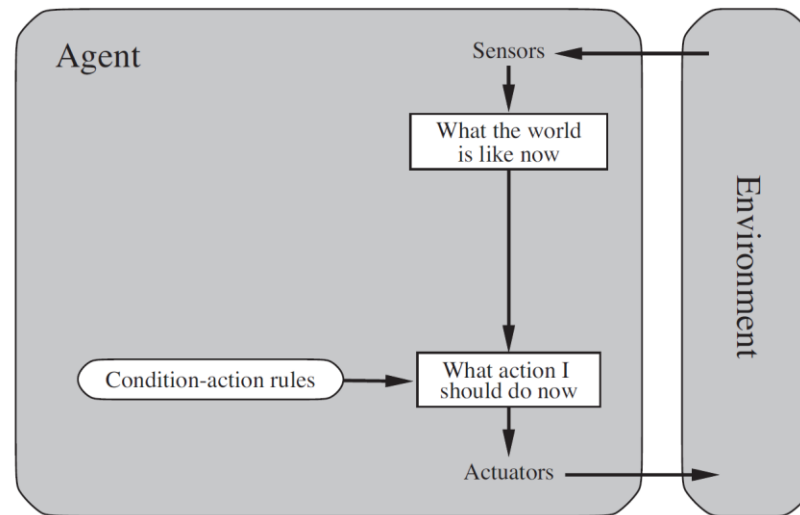 Agent
Sensors
What the world
is like now
Environment
Condition-action rules
What action I
should do now
Actuators